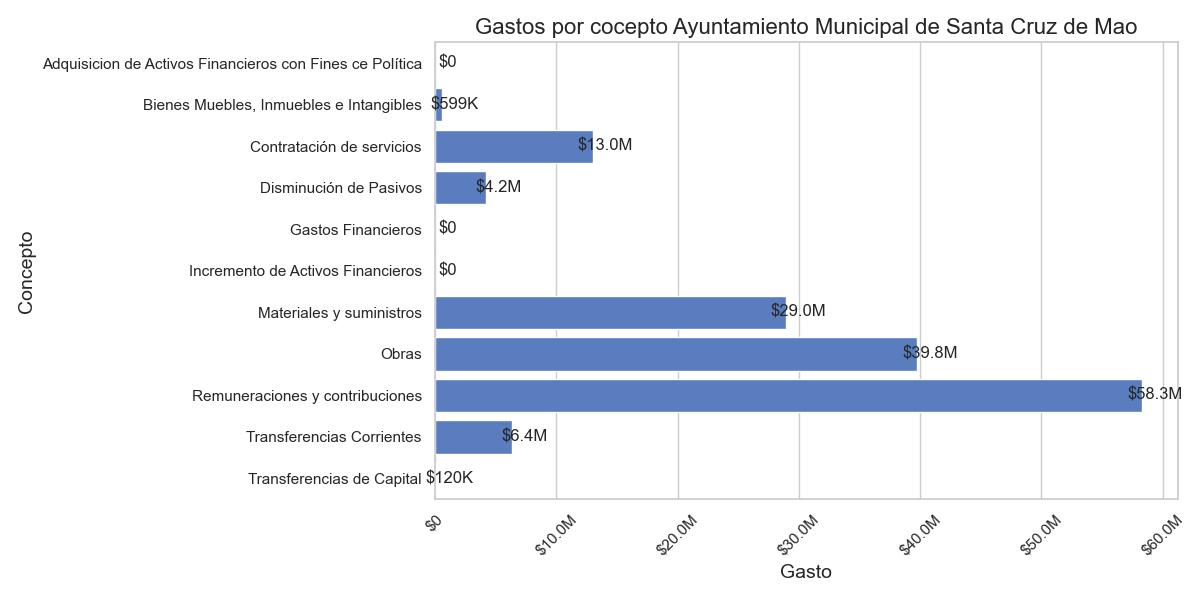 Gastos por cocepto Ayuntamiento Municipal de Santa Cruz de Mao
Concepto
Adquisicion de Activos Financieros con Fines ce Política $0
Bienes Muebles, Inmuebles e Intangibles $599K
Contratación de servicios $13.0M
Disminución de Pasivos $4.2M
Gastos Financieros $0
Incremento de Activos Financieros $0
Materiales y suministros $29.0M
Obras $39.8M
Remuneraciones y contribuciones $58.3M
Transferencias Corrientes $6.4M
Transferencias de Capital $120K
$0 $10.0M $20.0M $30.0M $40.0M $50.0M $60.0M
Gasto